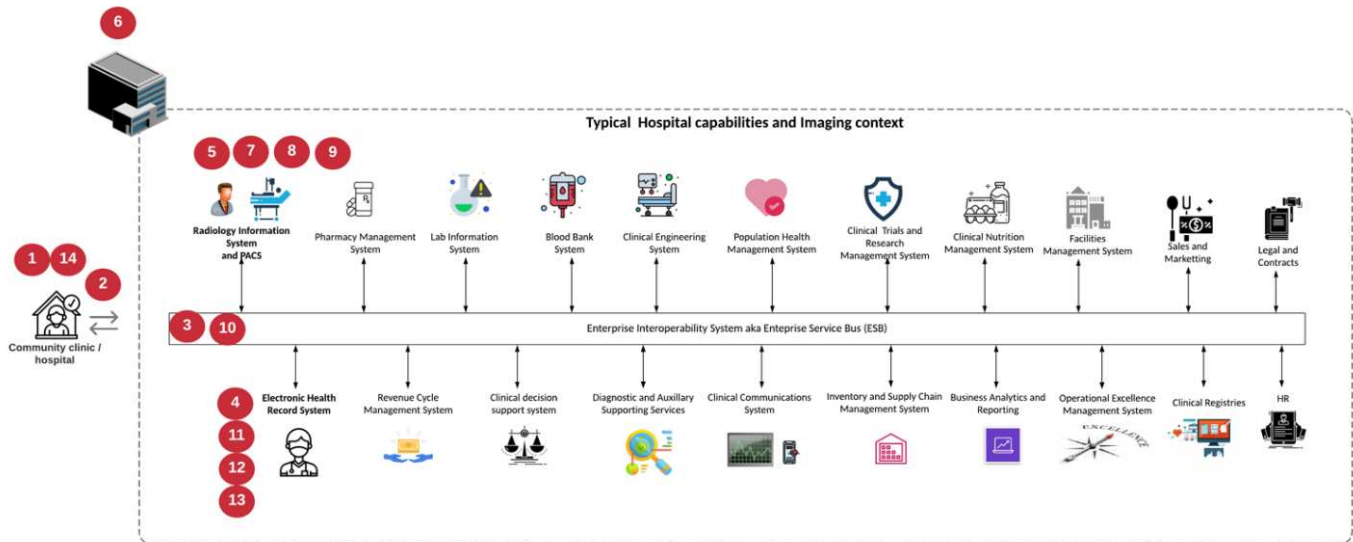 6
Typical Hospital capabilities and Imaging context
5 7 8 9
Radiology Information
System
and PACS
Pharmacy Management
System
Lab Information
System
Blood Bank
System
Clinical Engineering
System
Population Health
Management System
Clinical Trials and
Research
Management System
Clinical Nutrition
Management System
Facilities
Management System
Sales and
Marketting
Legal and
Contracts
1 14
2
Community clinic /
hospital
3 10
Enterprise Interoperability System aka Enteprise Service Bus (ESB)
4
11
12
13
Electronic Health
Record System
Revenue Cycle
Management System
Clinical decision
support system
Diagnostic and Auxillary
Supporting Services
Clinical Communications
System
Inventory and Supply Chain
Management System
Business Analytics and
Reporting
Operational Excellence
Management System
EXCELLENCE
Clinical Registries
HR